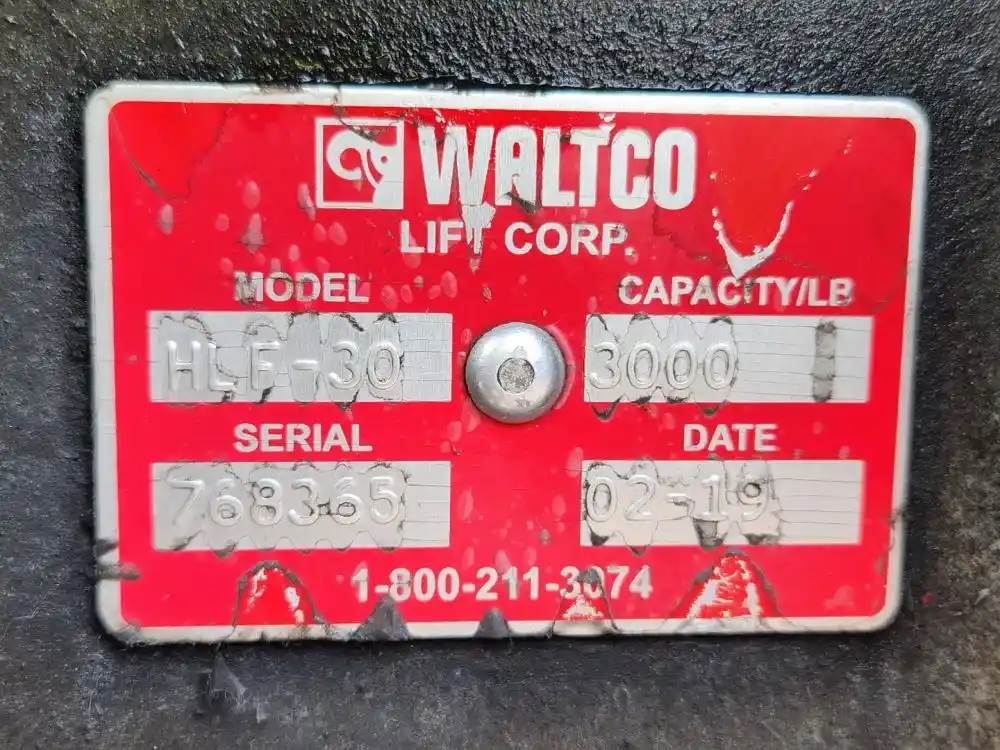 WALTCO
LIFT CORP.
MODEL CAPACITY/LB
HLF-30 3000
SERIAL DATE
768365 02-19
1-800-211-3074